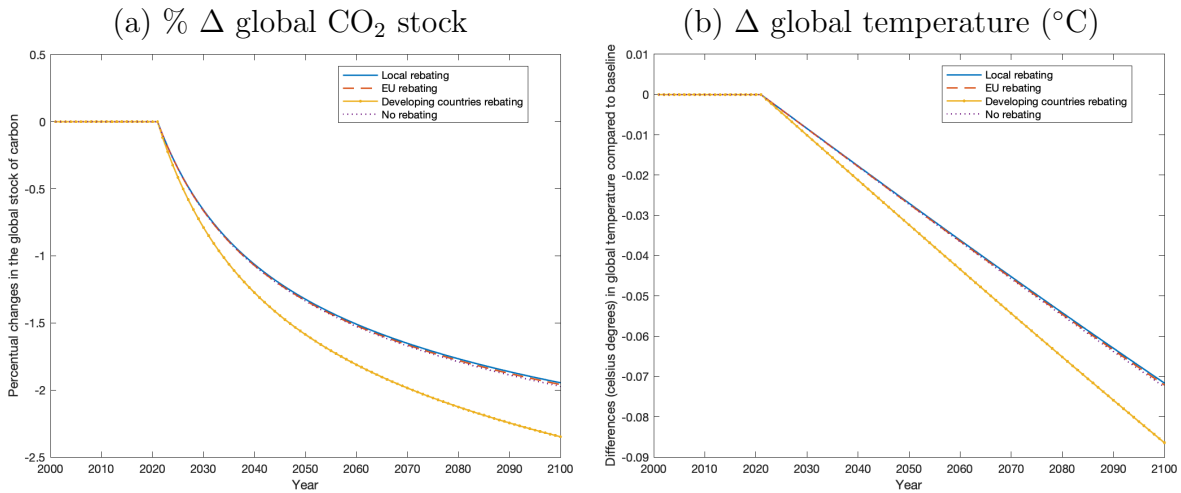 (a) % Δ global CO₂ stock
Percentual changes in the global stock of carbon
0.5
0
-0.5
-1
-1.5
-2
-2.5
Local rebating
EU rebating
Developing countries rebating
No rebating
2000 2010 2020 2030 2040 2050 2060 2070 2080 2090 2100
Year
(b) Δ global temperature (°C)
Differences (celsius degrees) in global temperature compared to baseline
0.01
0
-0.01
-0.02
-0.03
-0.04
-0.05
-0.06
-0.07
-0.08
-0.09
Local rebating
EU rebating
Developing countries rebating
No rebating
2000 2010 2020 2030 2040 2050 2060 2070 2080 2090 2100
Year